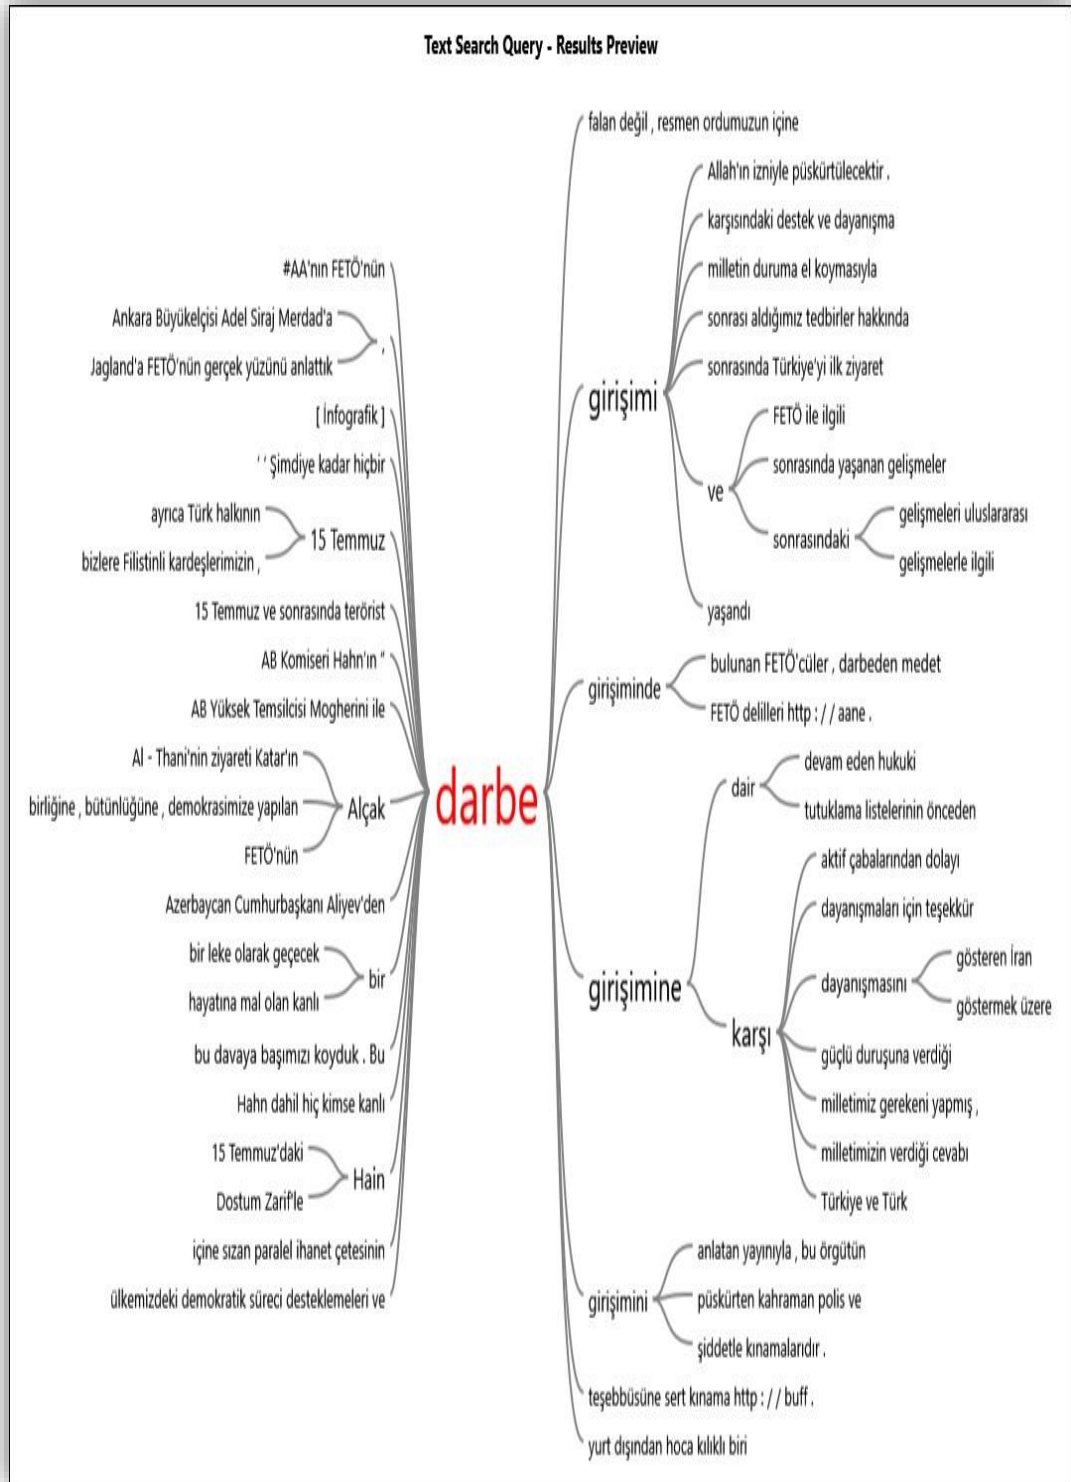 Text Search Query - Results Preview
#AA'nın FETÖ'nün
Ankara Büyükelçisi Adel Siraj Merdad'a
Jagland'a FETÖ'nün gerçek yüzünü anlattık
,
[ İnfografik ]
' ' Şimdiye kadar hiçbir
ayrıca Türk halkının
bizlere Filistinli kardeşlerimizin ,
15 Temmuz
15 Temmuz ve sonrasında terörist
AB Komiseri Hahn'ın "
AB Yüksek Temsilcisi Mogherini ile
Al - Thani'nin ziyareti Katar'ın
birliğine , bütünlüğüne , demokrasimize yapılan
FETÖ'nün
Alçak
Azerbaycan Cumhurbaşkanı Aliyev'den
bir leke olarak geçecek
hayatına mal olan kanlı
bir
bu davaya başımızı koyduk . Bu
Hahn dahil hiç kimse kanlı
15 Temmuz'daki
Dostum Zarif'le
Hain
içine sızan paralel ihanet çetesinin
ülkemizdeki demokratik süreci desteklemeleri ve
darbe
falan değil , resmen ordumuzun içine
girişimi
Allah'ın izniyle püskürtülecektir .
karşısındaki destek ve dayanışma
milletin duruma el koymasıyla
sonrası aldığımız tedbirler hakkında
sonrasında Türkiye'yi ilk ziyaret
ve
FETÖ ile ilgili
sonrasında yaşanan gelişmeler
sonrasındaki
gelişmeleri uluslararası
gelişmelerle ilgili
yaşandı
girişiminde
bulunan FETÖ'cüler , darbeden medet
FETÖ delilleri http : / / aane .
girişimine
dair
devam eden hukuki
tutuklama listelerinin önceden
karşı
aktif çabalarından dolayı
dayanışmaları için teşekkür
dayanışmasını
gösteren İran
göstermek üzere
güçlü duruşuna verdiği
milletimiz gerekeni yapmış ,
milletimizin verdiği cevabı
Türkiye ve Türk
girişimini
anlatan yayınıyla , bu örgütün
püskürten kahraman polis ve
şiddetle kınamalarıdır .
teşebbüsüne sert kınama http : / / buff .
yurt dışından hoca kılıklı biri